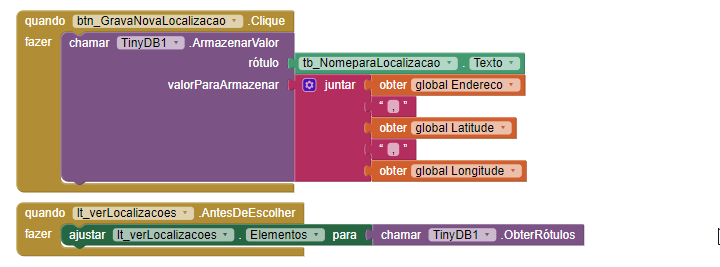 quando btn_GravaNovaLocalizacao .Clique
fazer chamar TinyDB1 .ArmazenarValor
rótulo tb_NomeparaLocalizacao . Texto
valorParaArmazenar juntar obter global Endereco
“ , ”
obter global Latitude
“ , ”
obter global Longitude
quando lt_verLocalizacoes .AntesDeEscolher
fazer ajustar lt_verLocalizacoes . Elementos para chamar TinyDB1 .ObterRótulos